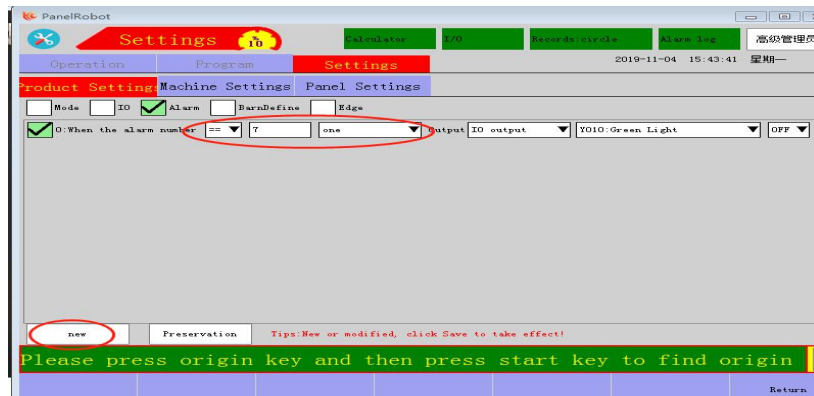 PanelRobot
Settings % 10 Calculator I/O Records:circle Alarm log 高级管理员
Operation Program Settings 2019-11-04 15:43:41 星期一
Product Setting Machine Settings Panel Settings
Mode IO Alarm BarnDefine Edge
0:When the alarm number == ▼ 7 one ▼ Output IO output ▼ Y010:Green Light ▼ OFF ▼
new Preservation Tips:New or modified, click Save to take effect!
Please press origin key and then press start key to find origin
Return